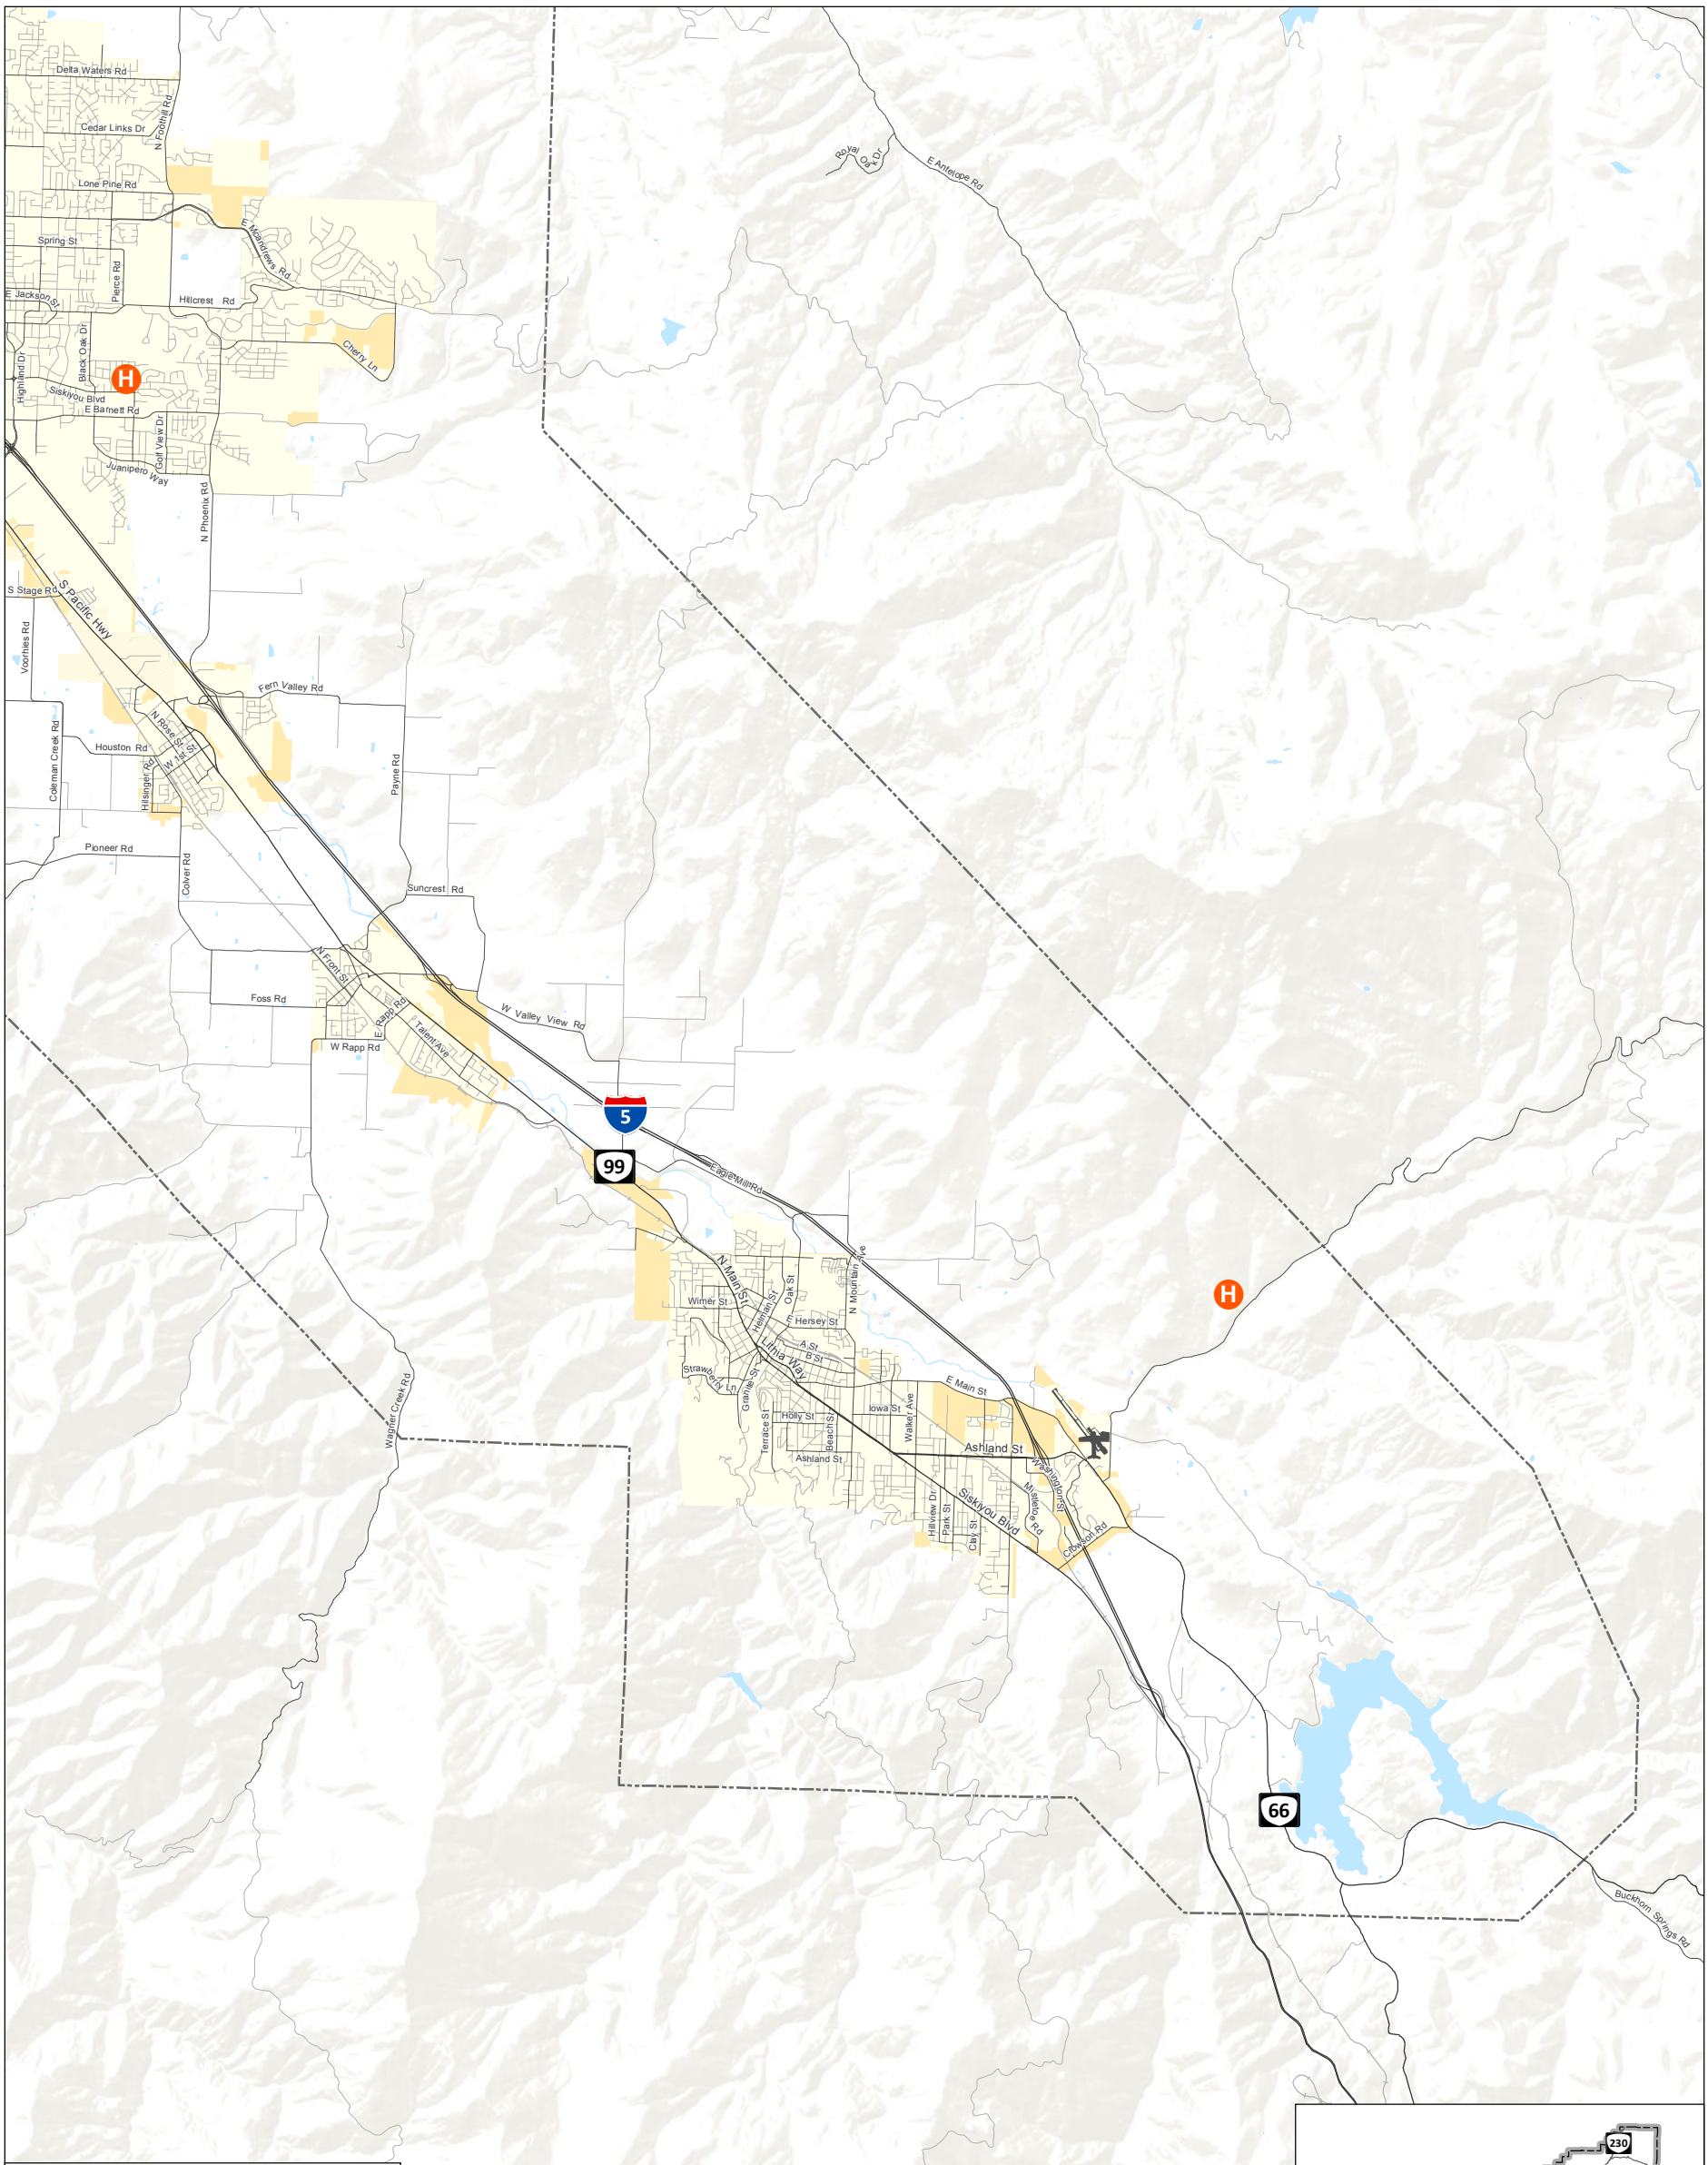 Delta Waters Rd
N Foothill Rd
Cedar Links Dr
Royal Oak Dr
E Antelope Rd
Lone Pine Rd
E Mcandrews Rd
Spring St
Pierce Rd
E Jackson St
Hillcrest Rd
Black Oak Dr
Cherry Ln
Highland Dr
H
Siskiyou Blvd
E Barnett Rd
Golf View Dr
Juanipero Way
N Phoenix Rd
S Stage Rd
S Pacific Hwy
Voorhies Rd
Fern Valley Rd
N Rose St
Coleman Creek Rd
Houston Rd
W 1st St
Hilsinger Rd
Payne Rd
Pioneer Rd
Colver Rd
Suncrest Rd
N Front St
Foss Rd
E Rapp Rd
W Valley View Rd
Talent Ave
W Rapp Rd
5
99
Eagle Mill Rd
N Mountain Ave
N Main St
Oak St
H
Wimer St
Helman St
E Hersey St
A St
B St
Lithia Way
Strawberry Ln
Granite St
E Main St
Wagner Creek Rd
Iowa St
Walker Ave
Holly St
Terrace St
Beach St
Ashland St
Ashland St
Washington St
Mistletoe Rd
Siskiyou Blvd
Hillview Dr
Park St
Clay St
Crowson Rd
66
Buckhorn Springs Rd
230